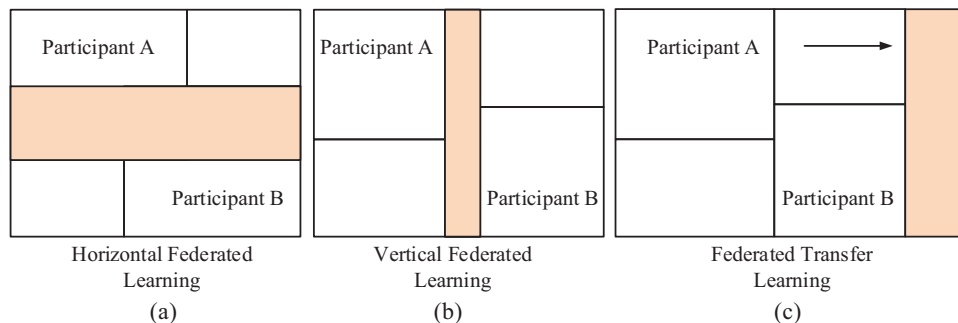 Participant A
Participant B
Horizontal Federated
Learning
(a)
Participant A
Participant B
Vertical Federated
Learning
(b)
Participant A
Participant B
Federated Transfer
Learning
(c)